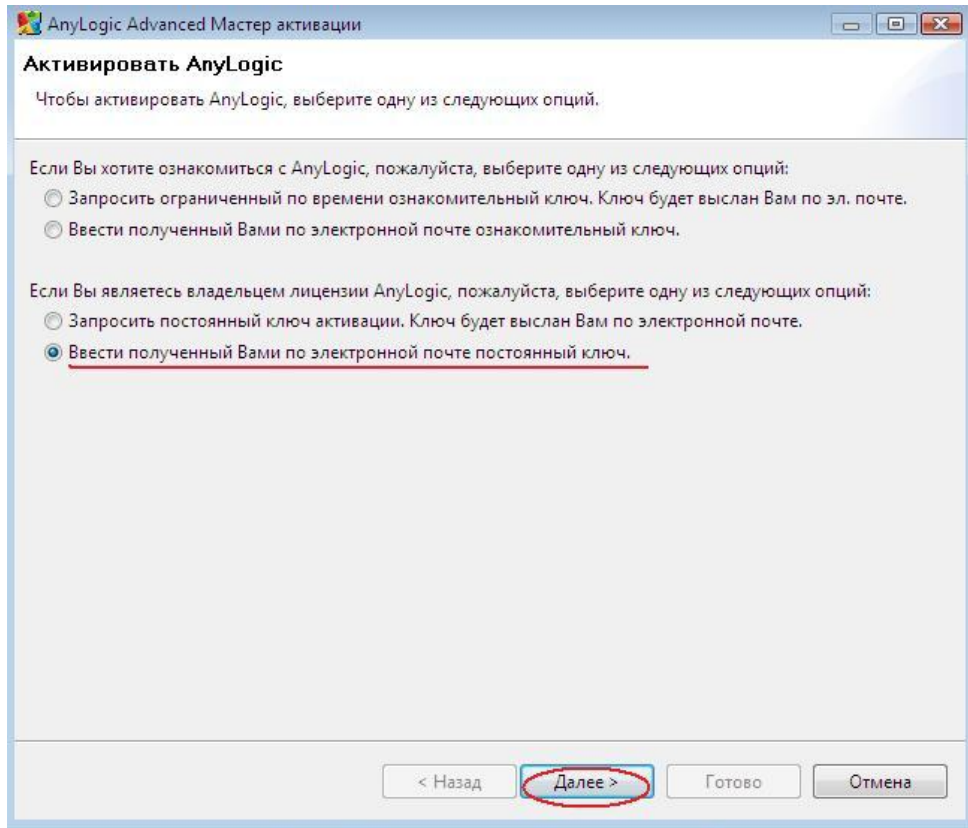 AnyLogic Advanced Мастер активации
Активировать AnyLogic
Чтобы активировать AnyLogic, выберите одну из следующих опций.
Если Вы хотите ознакомиться с AnyLogic, пожалуйста, выберите одну из следующих опций:
Запросить ограниченный по времени ознакомительный ключ. Ключ будет выслан Вам по эл. почте.
Ввести полученный Вами по электронной почте ознакомительный ключ.
Если Вы являетесь владельцем лицензии AnyLogic, пожалуйста, выберите одну из следующих опций:
Запросить постоянный ключ активации. Ключ будет выслан Вам по электронной почте.
Ввести полученный Вами по электронной почте постоянный ключ.
< Назад Далее > Готово Отмена